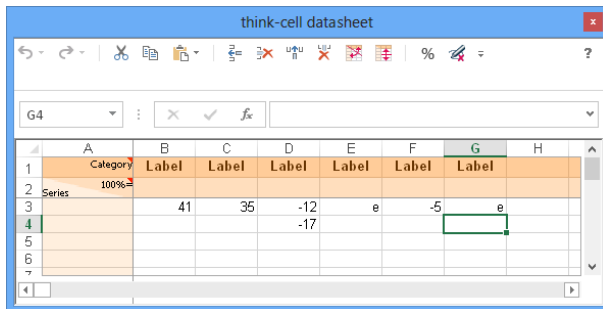 think-cell datasheet
x
% ?
G4 fx
A B C D E F G H
1 Category Label Label Label Label Label Label
2 Series 100%=
3 41 35 -12 e -5 e
4 -17
5
6
7